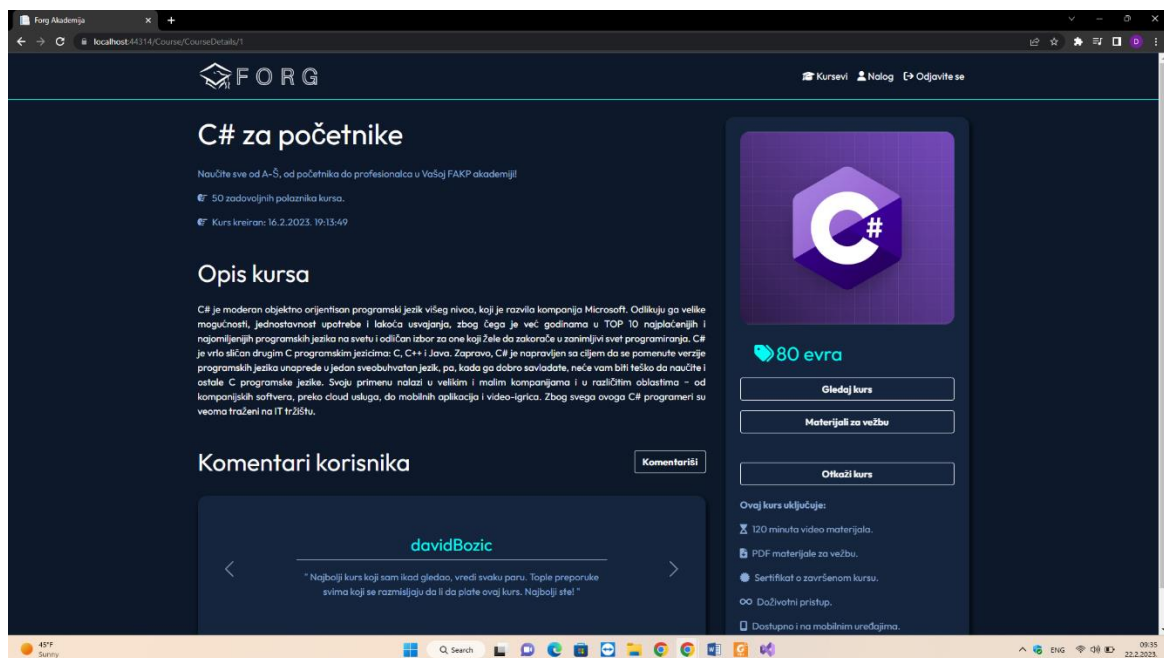 Forg Akademija
localhost:44314/Course/CourseDetails/1
FORG
Kursevi Nalog Odjavite se
C# za početnike
Naučite sve od A-Š, od početnika do profesionalca u Vašoj FAKP akademiji!
50 zadovoljnih polaznika kursa.
Kurs kreiran: 16.2.2023. 19:13:49
Opis kursa
C# je moderan objektno orijentisan programski jezik višeg nivoa, koji je razvila kompanija Microsoft. Odlikuju ga velike
mogućnosti, jednostavnost upotrebe i lakoća usvajanja, zbog čega je već godinama u TOP 10 najplaćenijih i
najomiljenijih programskih jezika na svetu i odličan izbor za one koji žele da zakorače u zanimljivi svet programiranja. C#
je vrlo sličan drugim C programskim jezicima: C, C++ i Java. Zapravo, C# je napravljen sa ciljem da se pomenute verzije
programskih jezika unaprede u jedan sveobuhvatan jezik, pa, kada ga dobro savladate, neće vam biti teško da naučite i
ostale C programske jezike. Svoju primenu nalazi u velikim i malim kompanijama i u različitim oblastima – od
kompanijskih softvera, preko cloud usluga, do mobilnih aplikacija i video-igrica. Zbog svega ovoga C# programeri su
veoma traženi na IT tržištu.
Komentari korisnika
Komentariši
davidBozic
" Najbolji kurs koji sam ikad gledao, vredi svaku paru. Tople preporuke
svima koji se razmisljaju da li da plate ovaj kurs. Najbolji ste! "
C#
80 evra
Gledaj kurs
Materijali za vežbu
Otkaži kurs
Ovaj kurs uključuje:
120 minuta video materijala.
PDF materijale za vežbu.
Sertifikat o završenom kursu.
Doživotni pristup.
Dostupno i na mobilnim uređajima.
45°F
Sunny
Search
ENG
09:35
22.2.2023.